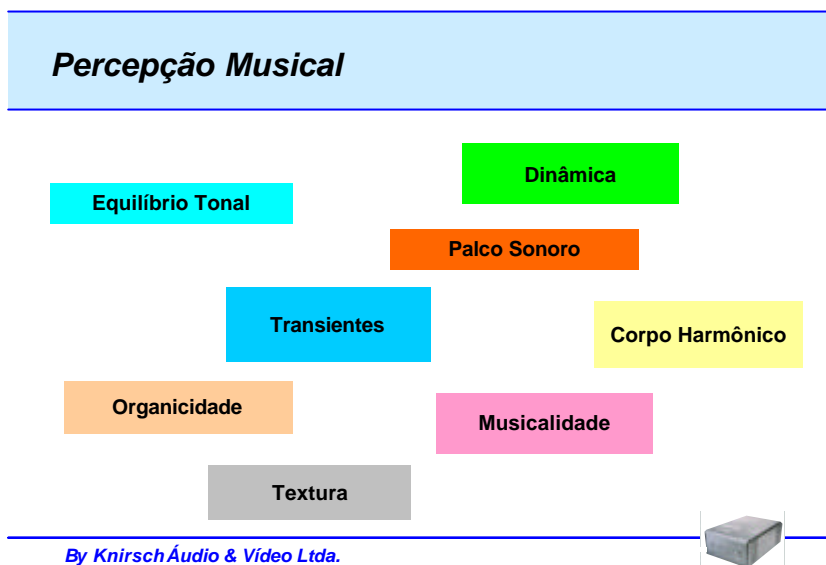 Percepção Musical
Dinâmica
Equilíbrio Tonal
Palco Sonoro
Transientes
Corpo Harmônico
Organicidade
Musicalidade
Textura
By Knirsch Áudio & Vídeo Ltda.